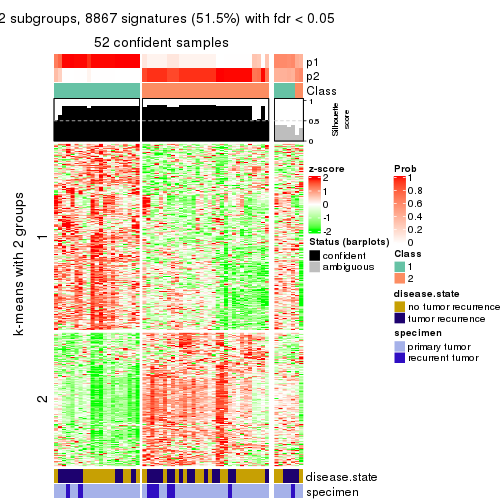 2 subgroups, 8867 signatures (51.5%) with fdr < 0.05
52 confident samples
p1
p2
Class
1
0.5
0
Silhouette
score
k-means with 2 groups
1
2
z-score
2
1
0
-1
-2
Status (barplots)
confident
ambiguous
Prob
1
0.8
0.6
0.4
0.2
0
Class
1
2
disease.state
no tumor recurrence
tumor recurrence
specimen
primary tumor
recurrent tumor
disease.state
specimen